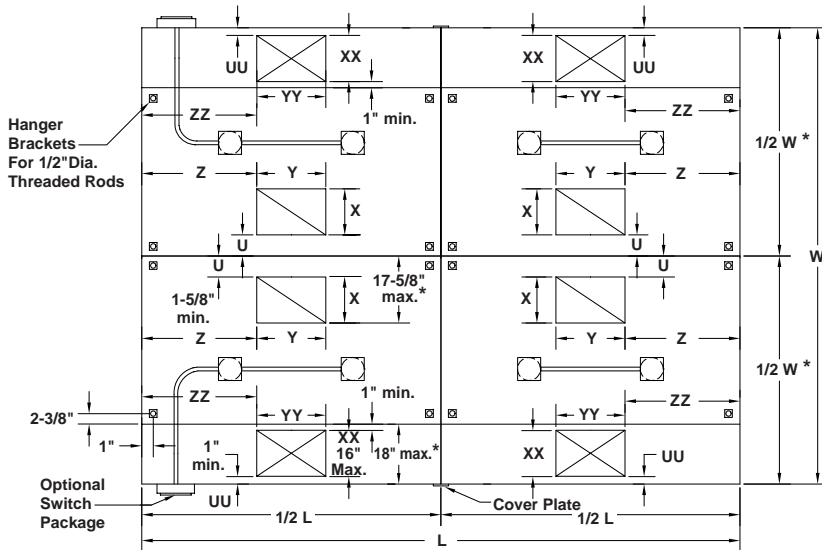 UU
XX
XX
UU
YY
1" min.
YY
ZZ
ZZ
Hanger
Brackets
For 1/2"Dia.
Threaded Rods
1/2 W *
Z
Y
Y
Z
X
X
U
U
W
U
U
17-5/8"
max.*
1-5/8"
min.
X
X
Z
Y
Y
Z
1/2 W *
ZZ
1" min.
ZZ
2-3/8"
YY
YY
1"
1"
min.
XX
16"
Max.
18" max.*
XX
UU
UU
Optional
Switch
Package
Cover Plate
1/2 L
1/2 L
L